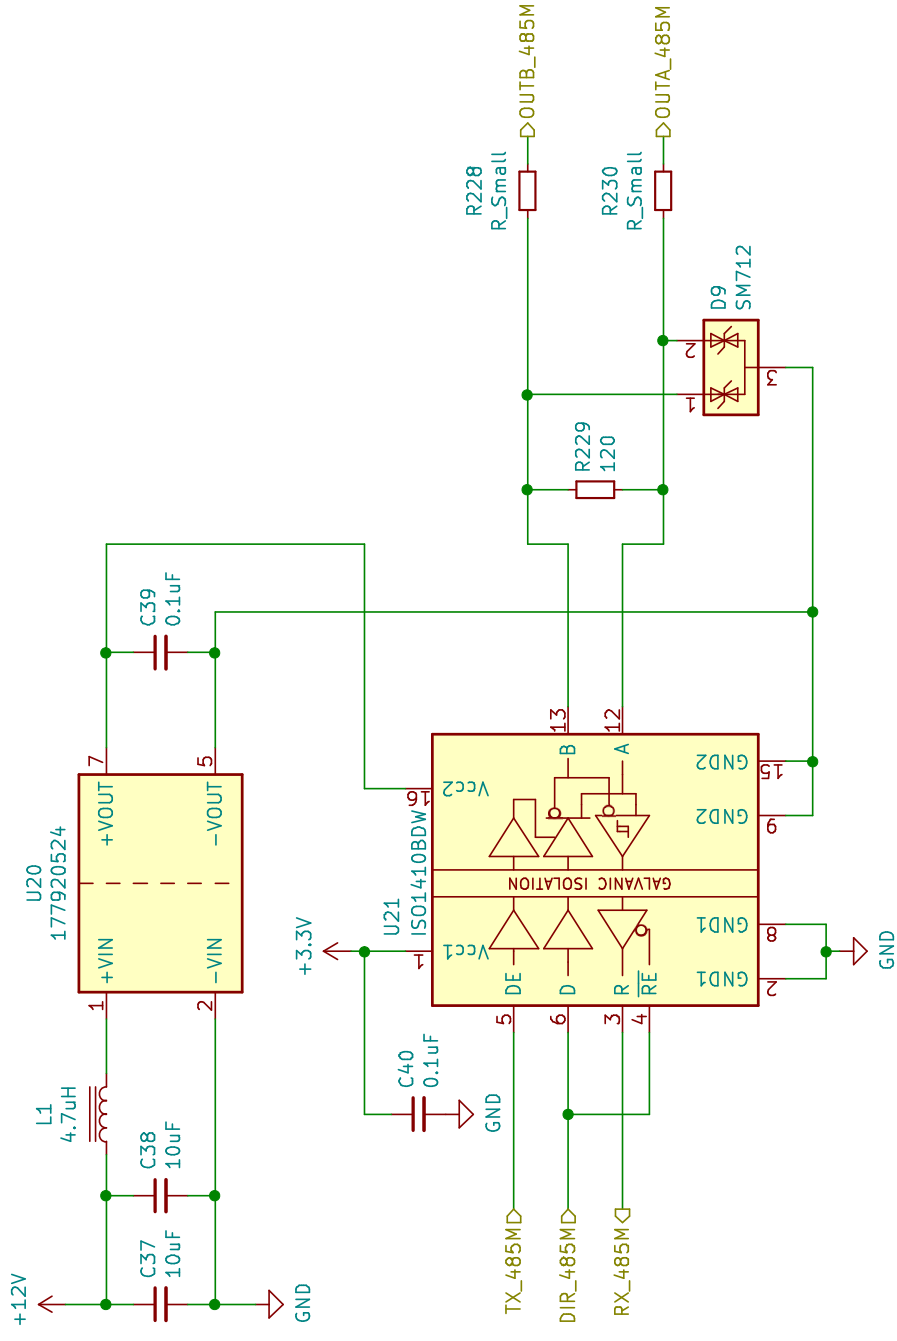 +12V
C37
10uF
GND
C38
10uF
L1
4.7uH
1
2
U20
177920524
+VIN
-VIN
+VOUT
-VOUT
7
5
C39
0.1uF
+3.3V
C40
0.1uF
GND
TX_485M
DIR_485M
RX_485M
5
6
3
4
U21
ISO1410BDW
Vcc1
1
Vcc2
16
DE
D
R
RE
GALVANIC ISOLATION
B
A
13
12
GND1
2
GND1
8
GND2
9
GND2
15
GND
R229
120
D9
SM712
1
2
3
R228
R_Small
R230
R_Small
OUTB_485M
OUTA_485M